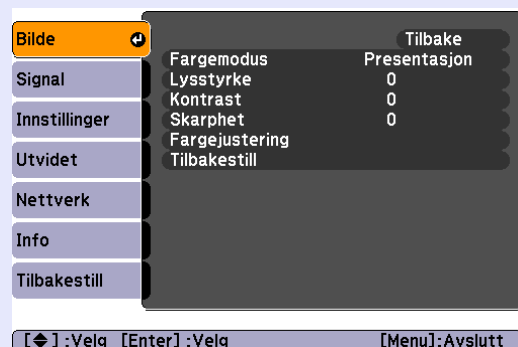 Bilde
Signal
Innstillinger
Utvidet
Nettverk
Info
Tilbakestill
Tilbake
Fargemodus Presentasjon
Lysstyrke 0
Kontrast 0
Skarphet 0
Fargejustering
Tilbakestill
[◆]:Velg [Enter]:Velg [Menu]:Avslutt